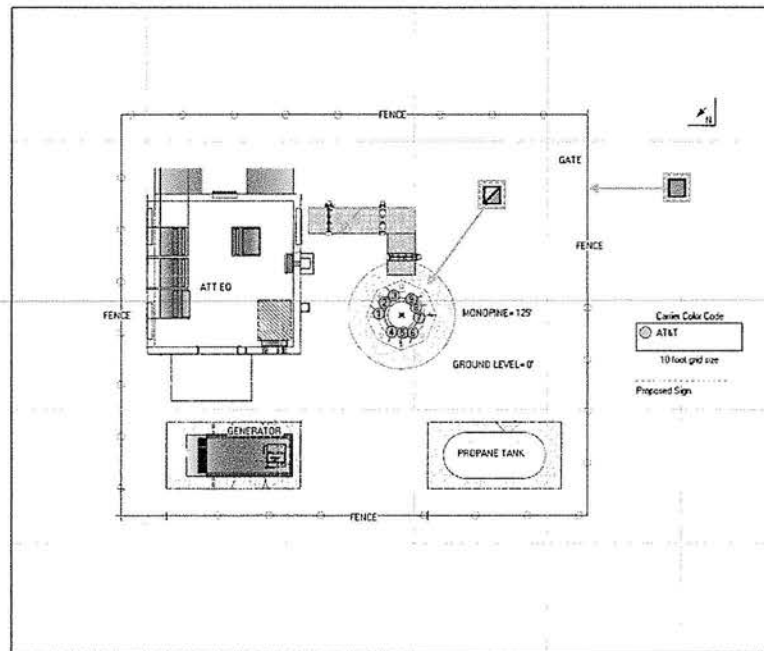 FENCE
N
GATE
FENCE
ATT EQ
FENCE
MONOPINE= 125'
Carrier Color Code
AT&T
10 foot grid size
GROUND LEVEL= 0'
Proposed Sign
GENERATOR
PROPANE TANK
FENCE